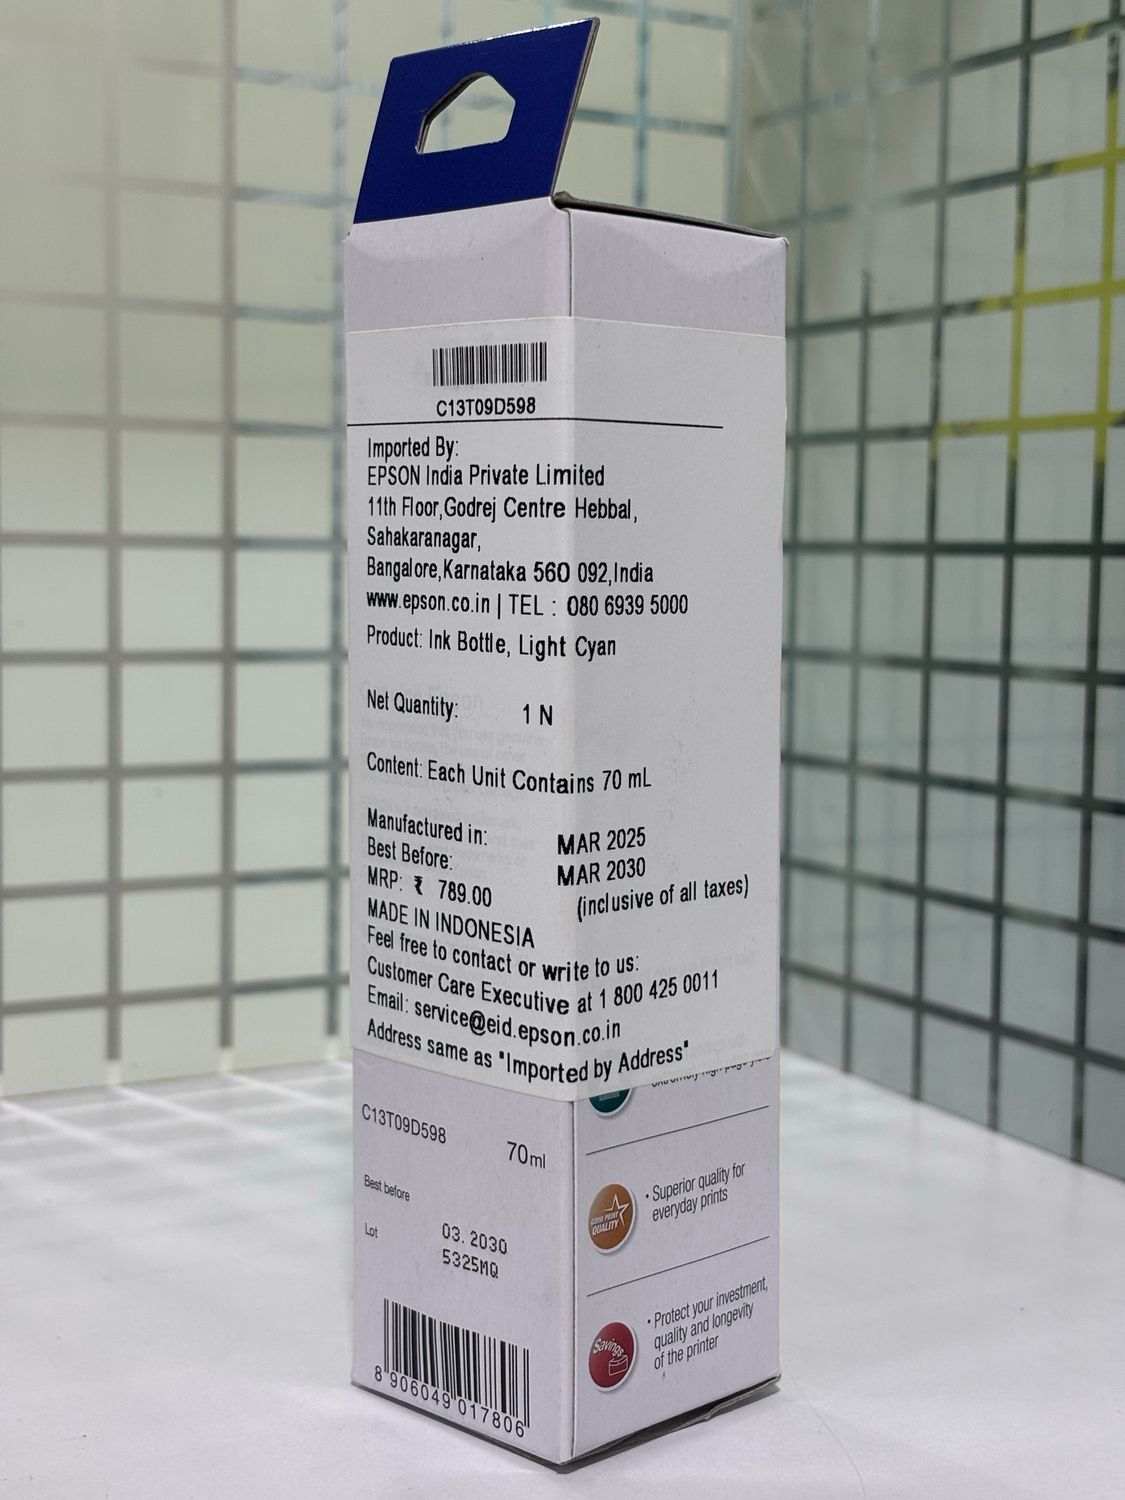 C13T09D598
Imported By:
EPSON India Private Limited
11th Floor,Godrej Centre Hebbal,
Sahakaranagar,
Bangalore,Karnataka 560 092,India
www.epson.co.in | TEL : 080 6939 5000
Product: Ink Bottle, Light Cyan
Net Quantity: 1 N
Content: Each Unit Contains 70 mL
Manufactured in: MAR 2025
Best Before: MAR 2030
MRP: ₹ 789.00 (inclusive of all taxes)
MADE IN INDONESIA
Feel free to contact or write to us:
Customer Care Executive at 1 800 425 0011
Email: service@eid.epson.co.in
Address same as "Imported by Address"
C13T09D598
70ml
Best before
03. 2030
Lot
5325MQ
8 906049 017806
GOOD PRINT
QUALITY
• Superior quality for
everyday prints
Savings
• Protect your investment,
quality and longevity
of the printer